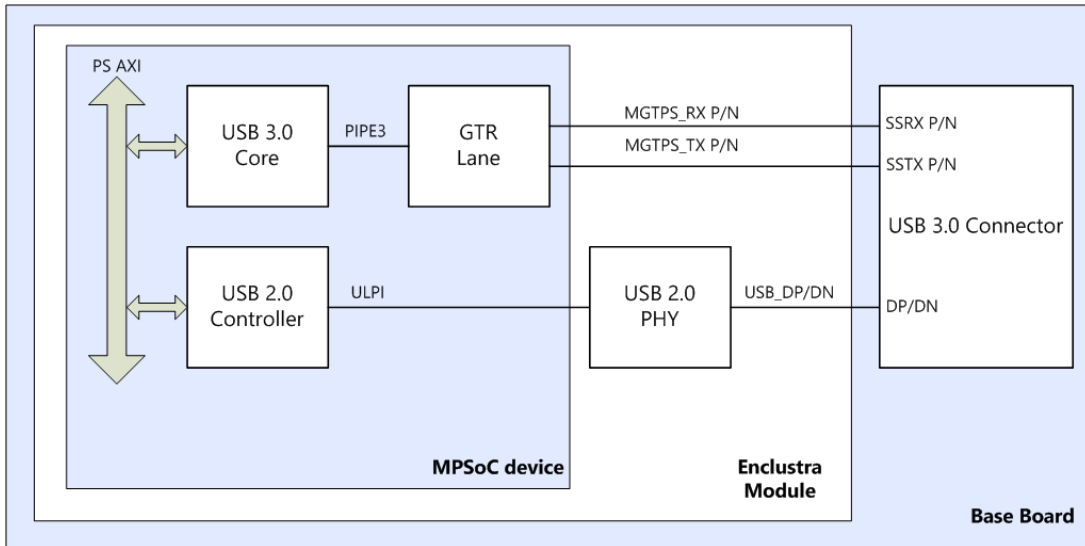 PS AXI
USB 3.0
Core
PIPE3
GTR
Lane
MGTPS_RX P/N
MGTPS_TX P/N
SSRX P/N
SSTX P/N
USB 3.0 Connector
USB 2.0
Controller
ULPI
USB 2.0
PHY
USB_DP/DN
DP/DN
MPSoC device
Enclustra
Module
Base Board